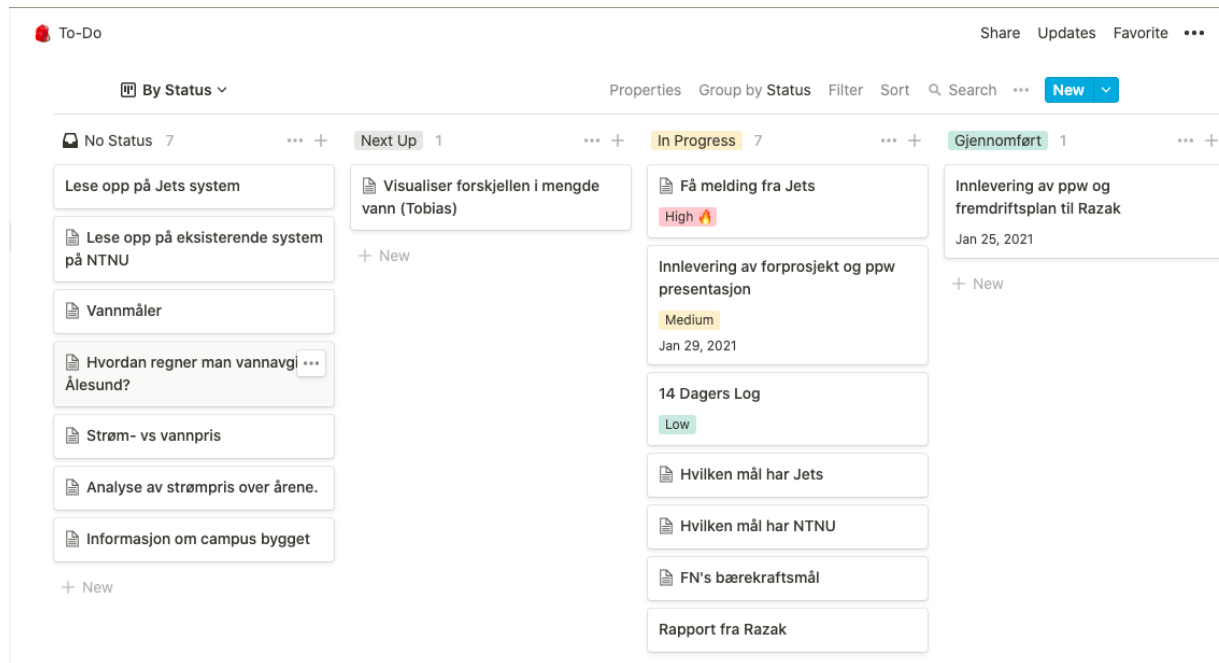 To-Do
Share Updates Favorite •••
By Status
Properties Group by Status Filter Sort Search ••• New
No Status 7 ••• +
Lese opp på Jets system
Lese opp på eksisterende system
på NTNU
Vannmåler
Hvordan regner man •••
Ålesund?
Strøm- vs vannpris
Analyse av strømpris over årene.
Informasjon om campus bygget
+ New
Next Up 1 ••• +
Visualiser forskjellen i mengde
vann (Tobias)
+ New
In Progress 7 ••• +
Få melding fra Jets
High 🔥
Innlevering av forprosjekt og ppw
presentasjon
Medium
Jan 29, 2021
14 Dagers Log
Low
Hvilken mål har Jets
Hvilken mål har NTNU
FN's bærekraftsmål
Rapport fra Razak
Gjennomført 1 ••• +
Innlevering av ppw og
fremdriftsplan til Razak
Jan 25, 2021
+ New